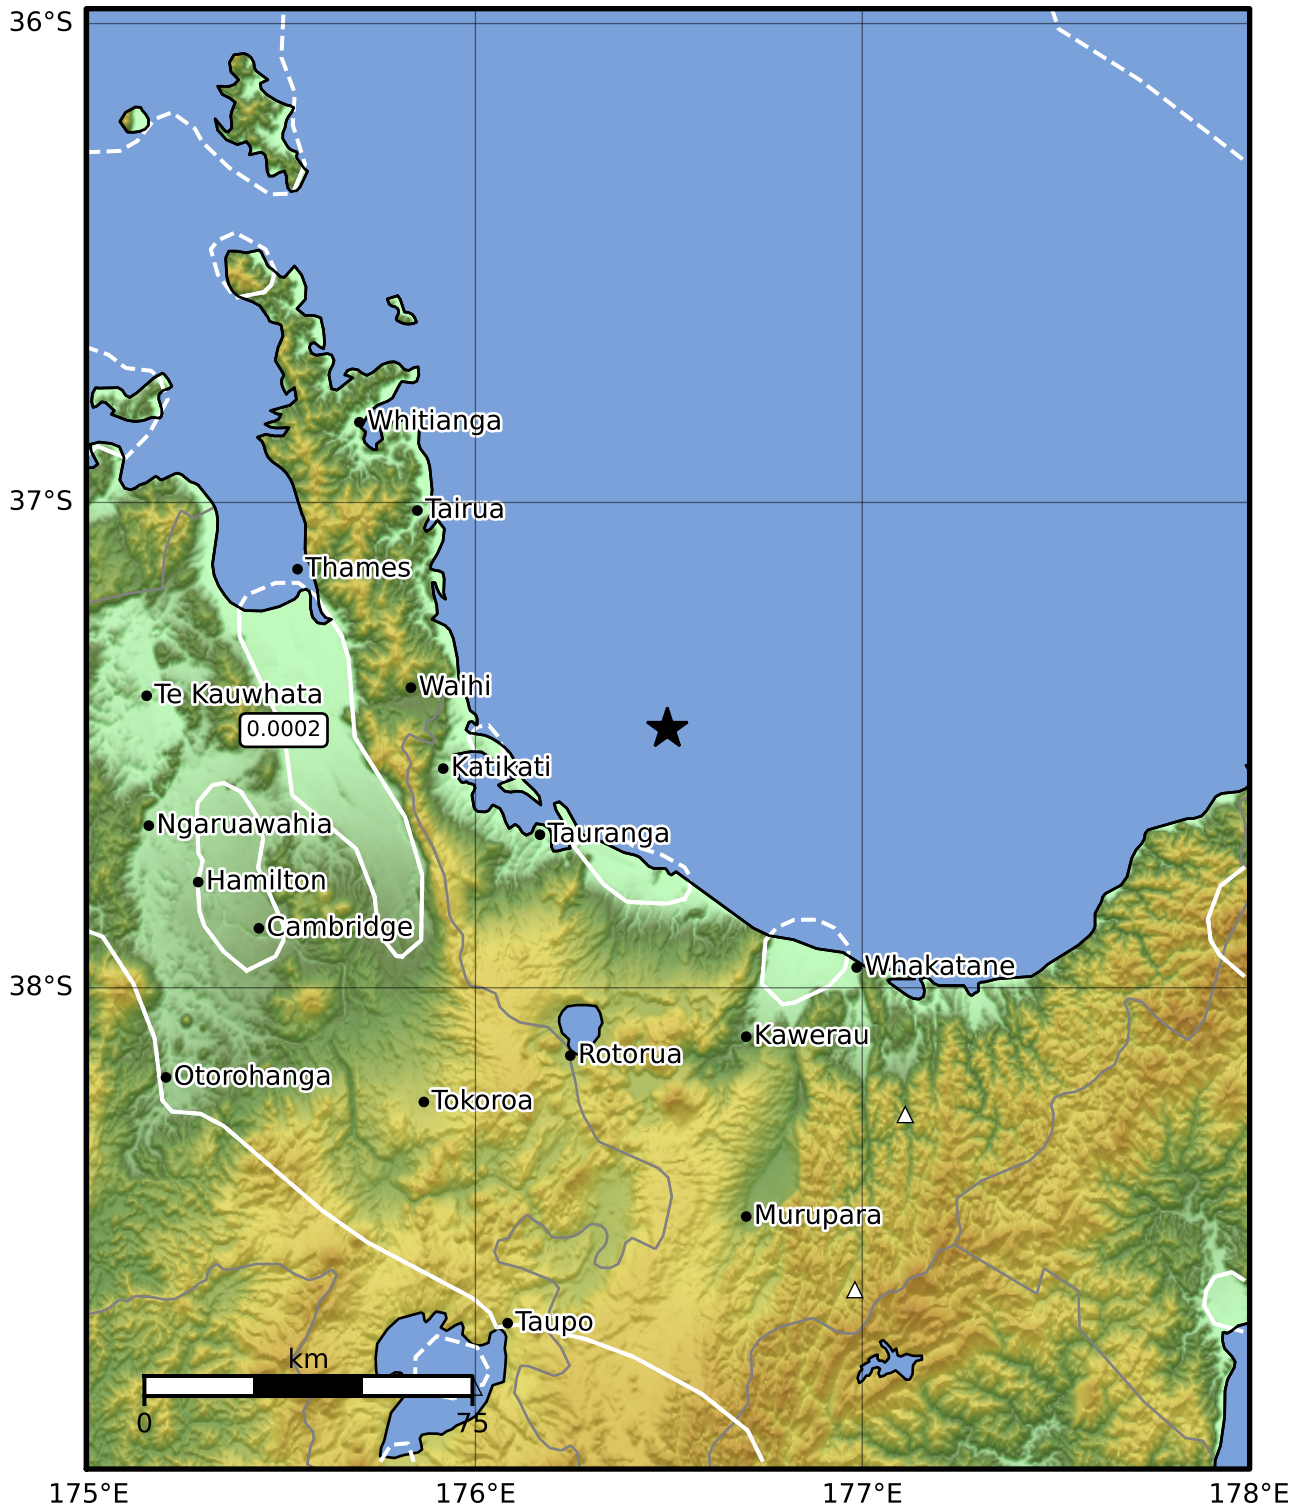 36°S
Whitianga
37°S
Tairua
Thames
Waihi
Te Kauwhata
0.0002
Katikati
Ngaruawahia
Tauranga
Hamilton
Cambridge
Whakatane
38°S
Kawerau
Rotorua
Otorohanga
Tokoroa
Murupara
Taupo
km
0 75
175°E 176°E 177°E 178°E